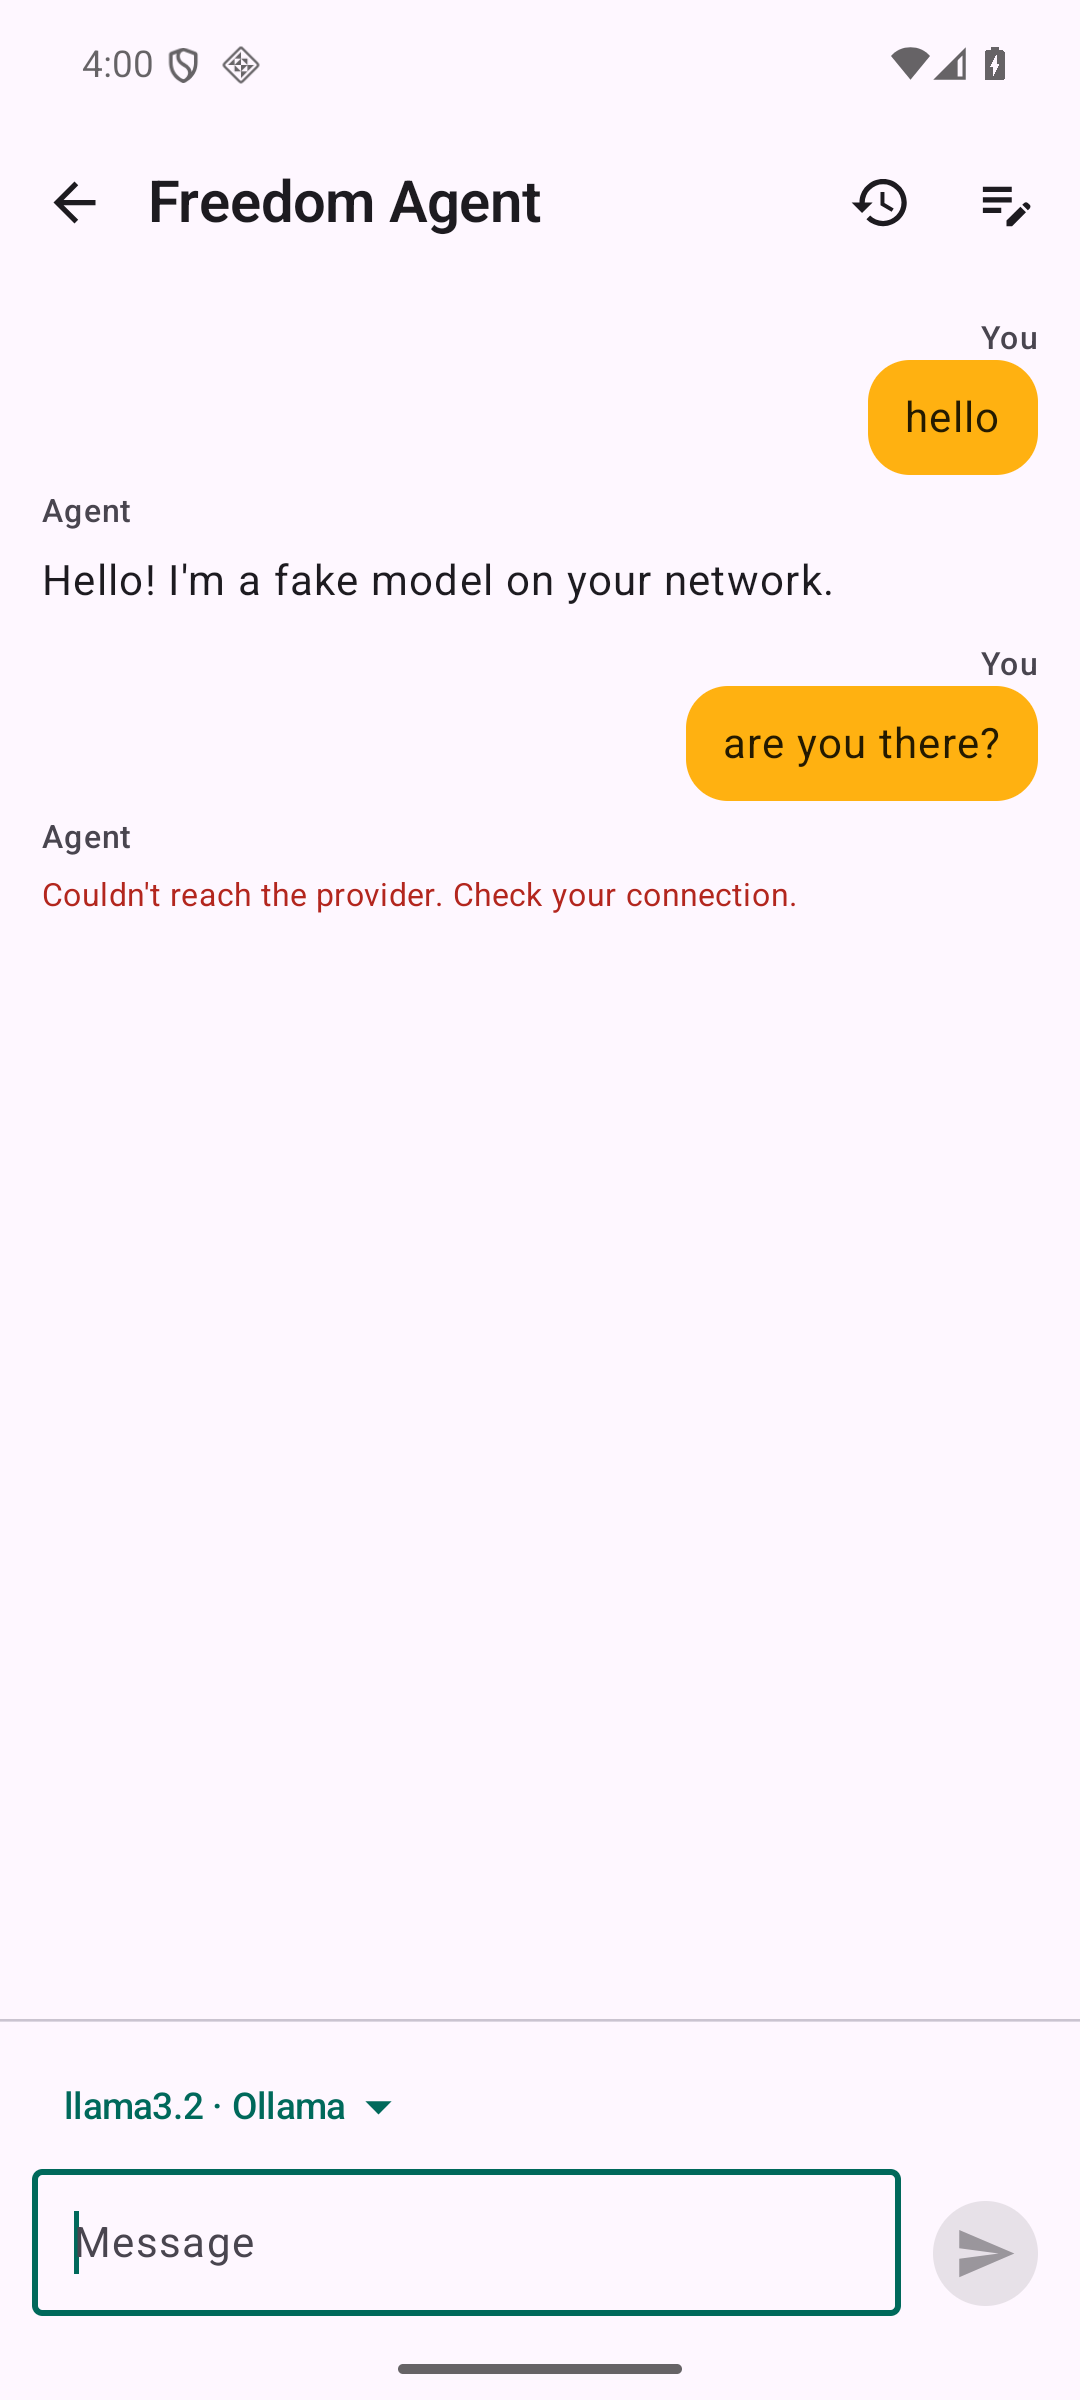 4:00
Freedom Agent
You
hello
Agent
Hello! I'm a fake model on your network.
You
are you there?
Agent
Couldn't reach the provider. Check your connection.
llama3.2 · Ollama
Message